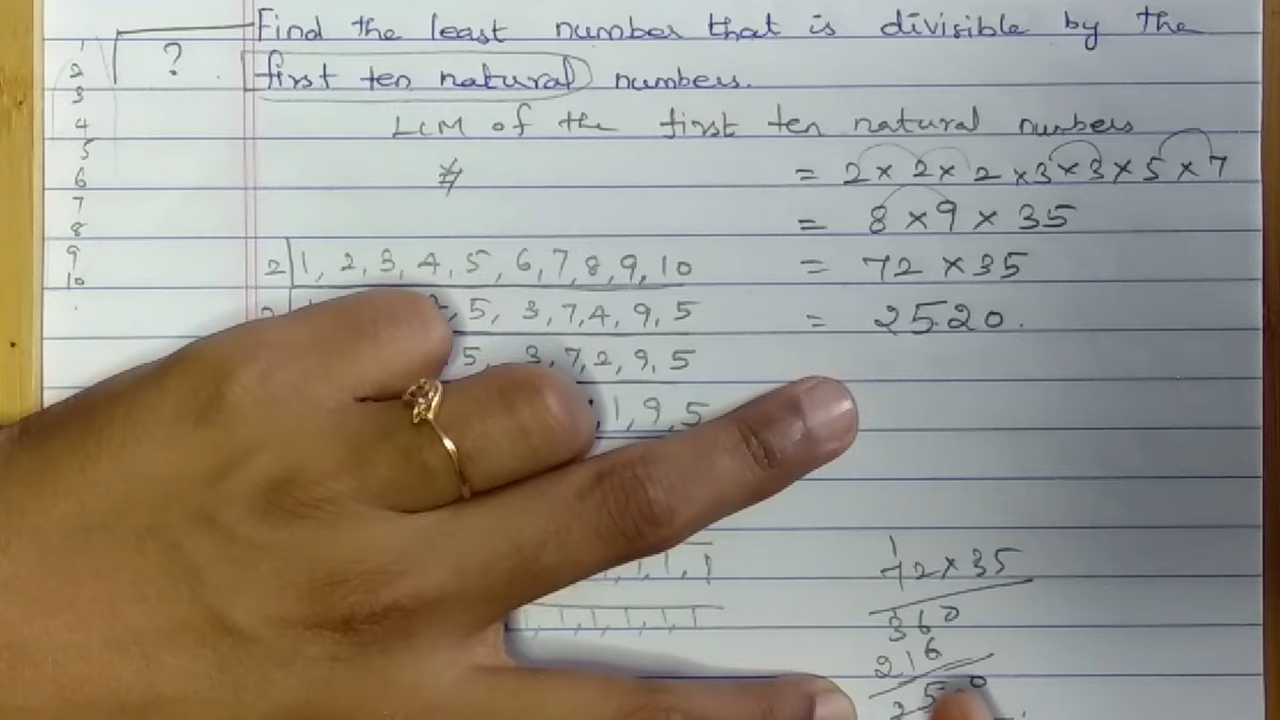 Find the least number that is divisible by the
first ten natural numbers.
?
1
2
3
4
5
6
7
8
9
10
LCM of the first ten natural numbers
= 2 × 2 × 2 × 3 × 3 × 5 × 7
= 8 × 9 × 35
= 72 × 35
= 2520.
2 1, 2, 3, 4, 5, 6, 7, 8, 9, 10
5, 3, 7, 4, 9, 5
5, 3, 7, 2, 9, 5
1, 9, 5
1
72 × 35
360
216